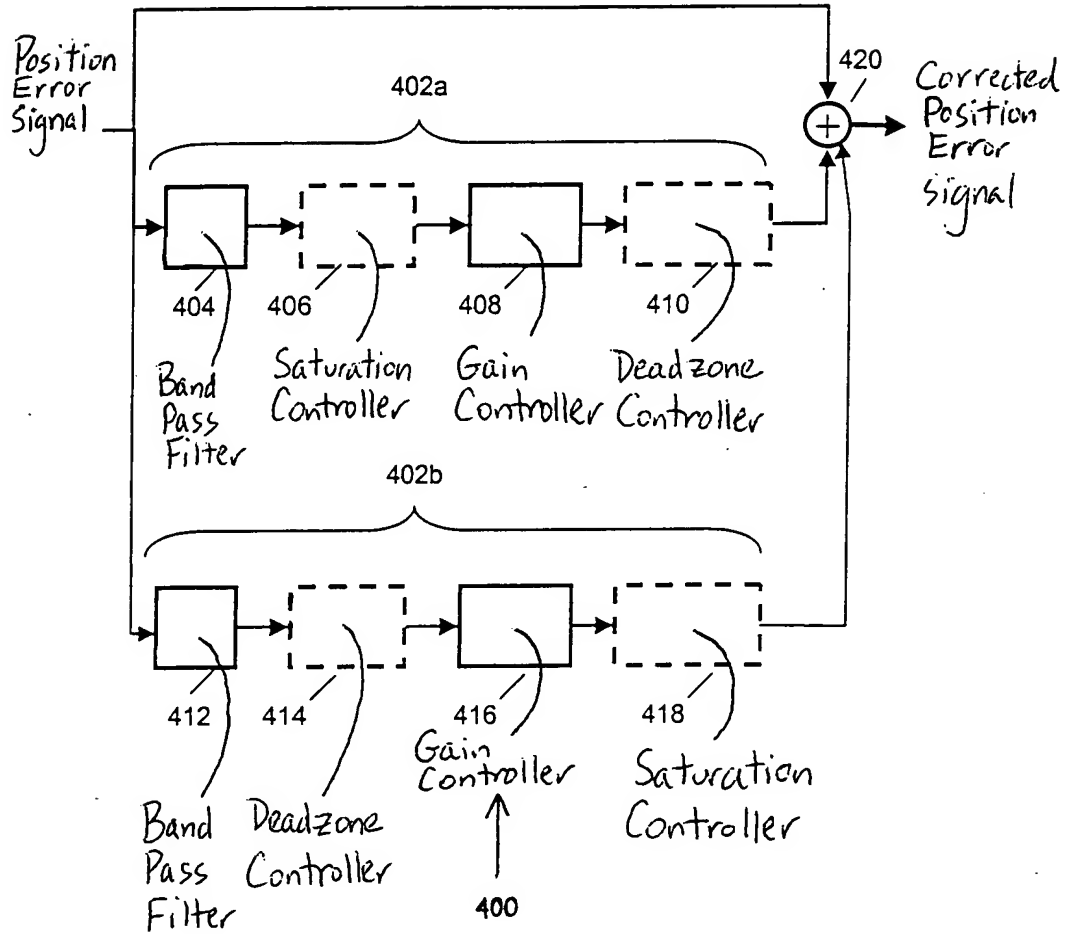 Position
Error
Signal
402a
420
Corrected
Position
Error
Signal
+
404
406
408
410
Band
Pass
Filter
Saturation
Controller
Gain
Controller
Deadzone
Controller
402b
412
414
416
418
Band
Pass
Filter
Deadzone
Controller
Gain
Controller
Saturation
Controller
400